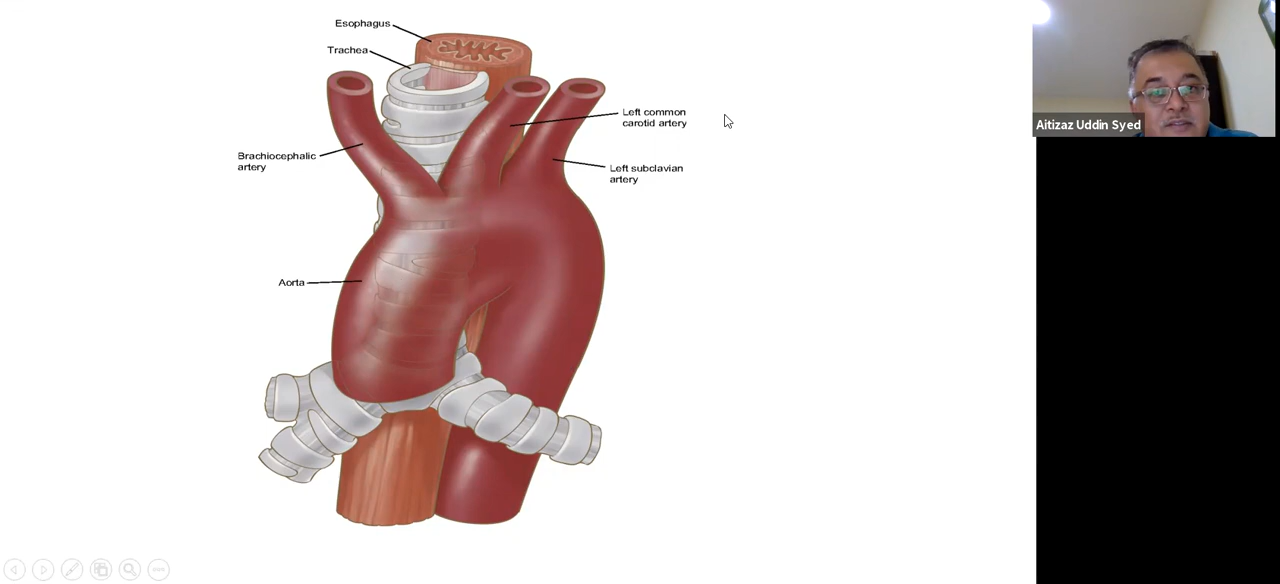 Esophagus
Trachea
Left common
carotid artery
Aitizaz Uddin Syed
Brachiocephalic
artery
Left subclavian
artery
Aorta